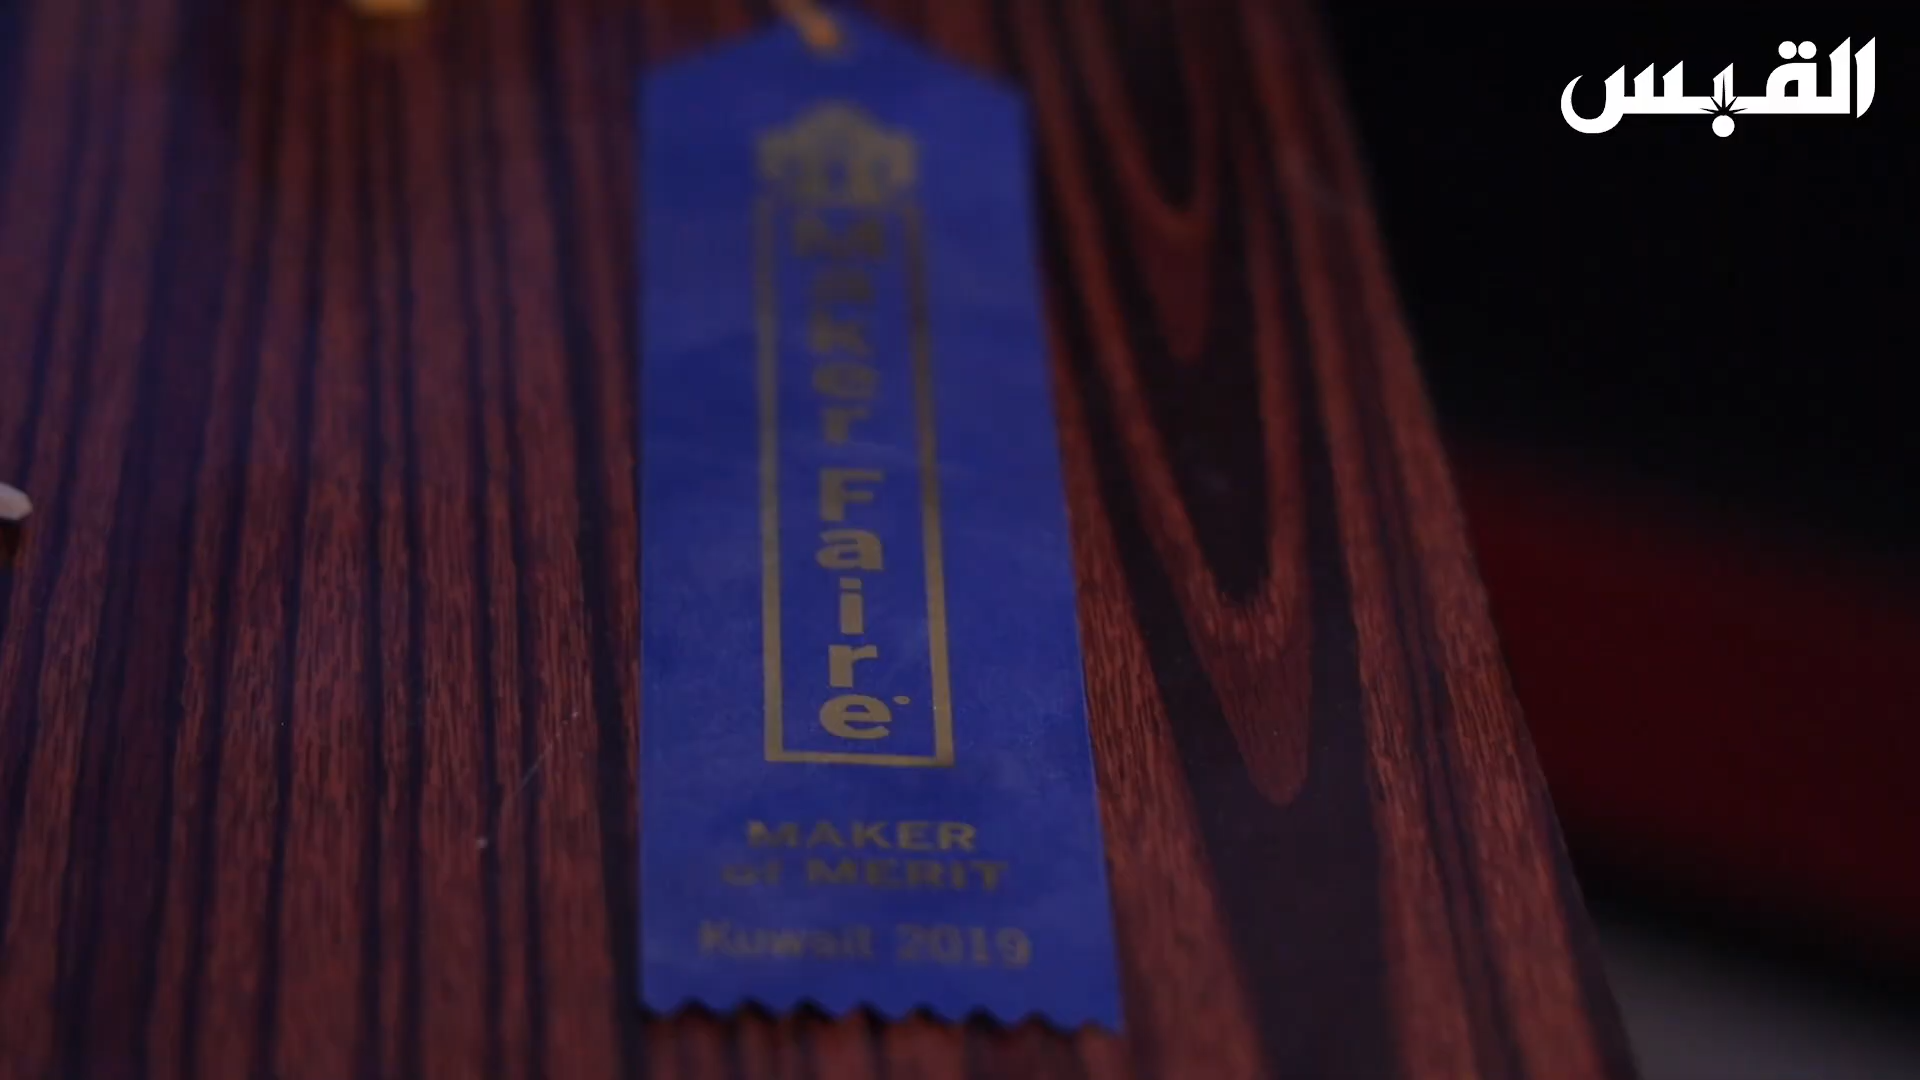 القبس
Maker Faire
MAKER
of MERIT
Kuwait 2019